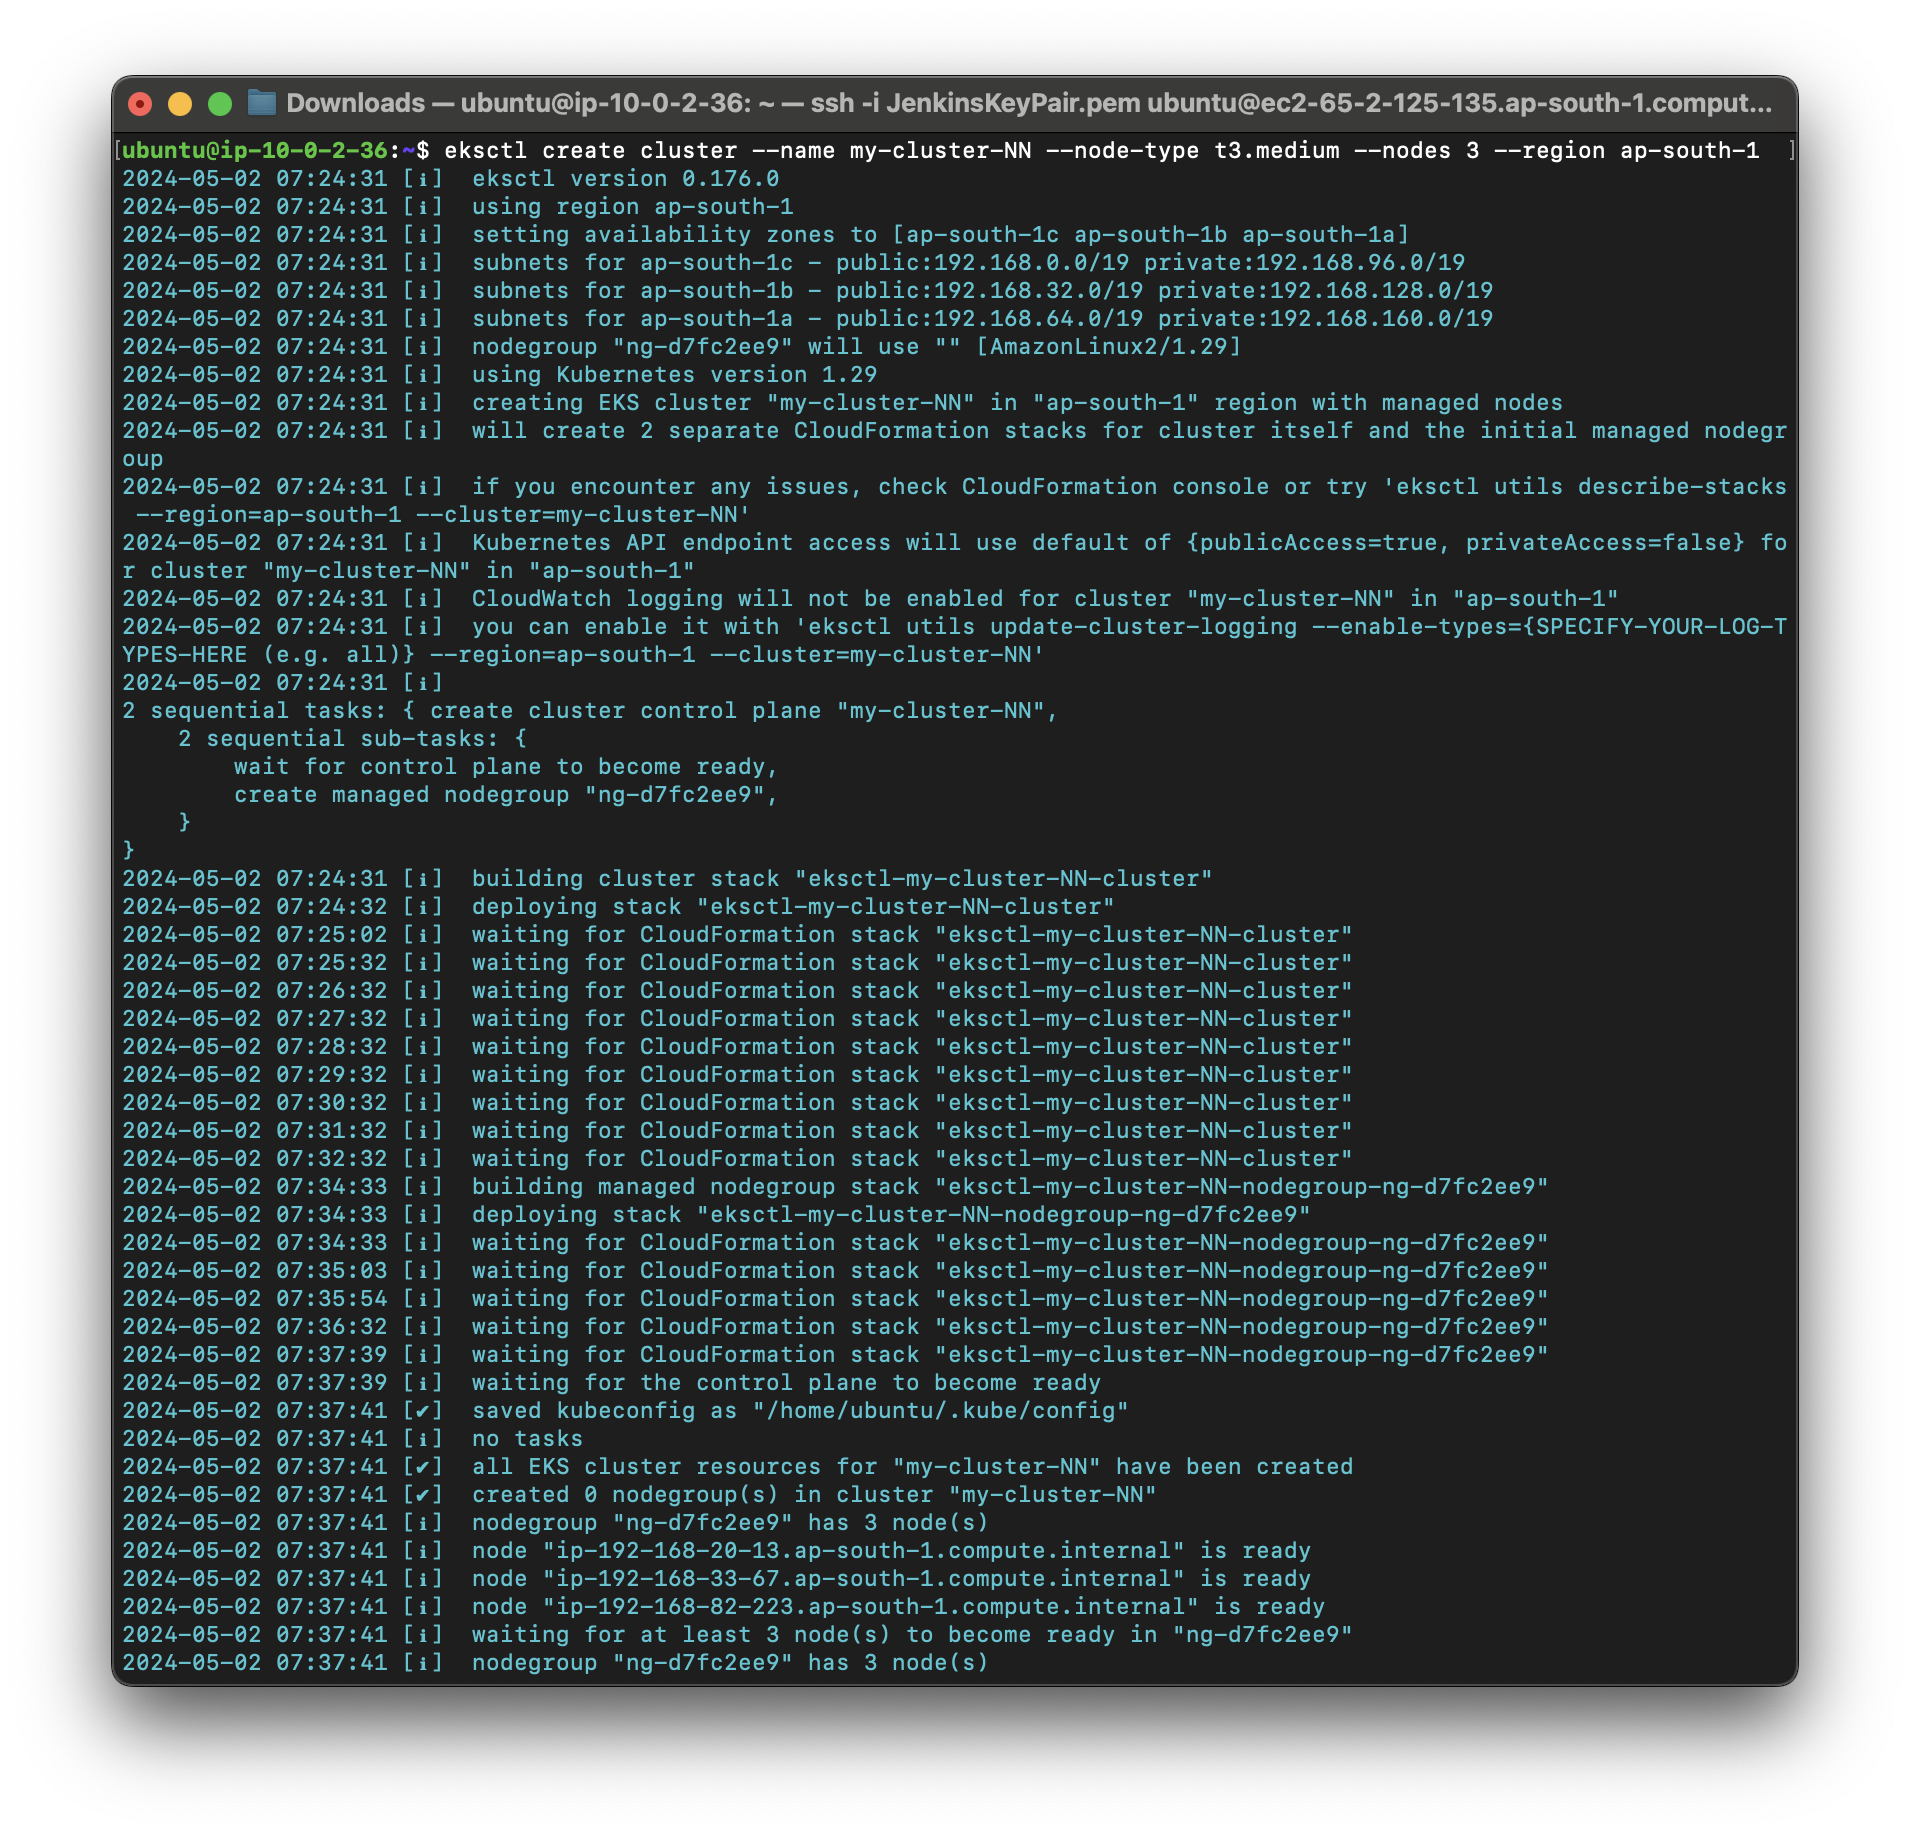 Downloads — ubuntu@ip-10-0-2-36: ~ — ssh -i JenkinsKeyPair.pem ubuntu@ec2-65-2-125-135.ap-south-1.comput...
[ubuntu@ip-10-0-2-36:~$ eksctl create cluster --name my-cluster-NN --node-type t3.medium --nodes 3 --region ap-south-1 ]
2024-05-02 07:24:31 [ℹ]  eksctl version 0.176.0
2024-05-02 07:24:31 [ℹ]  using region ap-south-1
2024-05-02 07:24:31 [ℹ]  setting availability zones to [ap-south-1c ap-south-1b ap-south-1a]
2024-05-02 07:24:31 [ℹ]  subnets for ap-south-1c - public:192.168.0.0/19 private:192.168.96.0/19
2024-05-02 07:24:31 [ℹ]  subnets for ap-south-1b - public:192.168.32.0/19 private:192.168.128.0/19
2024-05-02 07:24:31 [ℹ]  subnets for ap-south-1a - public:192.168.64.0/19 private:192.168.160.0/19
2024-05-02 07:24:31 [ℹ]  nodegroup "ng-d7fc2ee9" will use "" [AmazonLinux2/1.29]
2024-05-02 07:24:31 [ℹ]  using Kubernetes version 1.29
2024-05-02 07:24:31 [ℹ]  creating EKS cluster "my-cluster-NN" in "ap-south-1" region with managed nodes
2024-05-02 07:24:31 [ℹ]  will create 2 separate CloudFormation stacks for cluster itself and the initial managed nodegr
oup
2024-05-02 07:24:31 [ℹ]  if you encounter any issues, check CloudFormation console or try 'eksctl utils describe-stacks
 --region=ap-south-1 --cluster=my-cluster-NN'
2024-05-02 07:24:31 [ℹ]  Kubernetes API endpoint access will use default of {publicAccess=true, privateAccess=false} fo
r cluster "my-cluster-NN" in "ap-south-1"
2024-05-02 07:24:31 [ℹ]  CloudWatch logging will not be enabled for cluster "my-cluster-NN" in "ap-south-1"
2024-05-02 07:24:31 [ℹ]  you can enable it with 'eksctl utils update-cluster-logging --enable-types={SPECIFY-YOUR-LOG-T
YPES-HERE (e.g. all)} --region=ap-south-1 --cluster=my-cluster-NN'
2024-05-02 07:24:31 [ℹ]
2 sequential tasks: { create cluster control plane "my-cluster-NN",
    2 sequential sub-tasks: {
        wait for control plane to become ready,
        create managed nodegroup "ng-d7fc2ee9",
    }
}
2024-05-02 07:24:31 [ℹ]  building cluster stack "eksctl-my-cluster-NN-cluster"
2024-05-02 07:24:32 [ℹ]  deploying stack "eksctl-my-cluster-NN-cluster"
2024-05-02 07:25:02 [ℹ]  waiting for CloudFormation stack "eksctl-my-cluster-NN-cluster"
2024-05-02 07:25:32 [ℹ]  waiting for CloudFormation stack "eksctl-my-cluster-NN-cluster"
2024-05-02 07:26:32 [ℹ]  waiting for CloudFormation stack "eksctl-my-cluster-NN-cluster"
2024-05-02 07:27:32 [ℹ]  waiting for CloudFormation stack "eksctl-my-cluster-NN-cluster"
2024-05-02 07:28:32 [ℹ]  waiting for CloudFormation stack "eksctl-my-cluster-NN-cluster"
2024-05-02 07:29:32 [ℹ]  waiting for CloudFormation stack "eksctl-my-cluster-NN-cluster"
2024-05-02 07:30:32 [ℹ]  waiting for CloudFormation stack "eksctl-my-cluster-NN-cluster"
2024-05-02 07:31:32 [ℹ]  waiting for CloudFormation stack "eksctl-my-cluster-NN-cluster"
2024-05-02 07:32:32 [ℹ]  waiting for CloudFormation stack "eksctl-my-cluster-NN-cluster"
2024-05-02 07:34:33 [ℹ]  building managed nodegroup stack "eksctl-my-cluster-NN-nodegroup-ng-d7fc2ee9"
2024-05-02 07:34:33 [ℹ]  deploying stack "eksctl-my-cluster-NN-nodegroup-ng-d7fc2ee9"
2024-05-02 07:34:33 [ℹ]  waiting for CloudFormation stack "eksctl-my-cluster-NN-nodegroup-ng-d7fc2ee9"
2024-05-02 07:35:03 [ℹ]  waiting for CloudFormation stack "eksctl-my-cluster-NN-nodegroup-ng-d7fc2ee9"
2024-05-02 07:35:54 [ℹ]  waiting for CloudFormation stack "eksctl-my-cluster-NN-nodegroup-ng-d7fc2ee9"
2024-05-02 07:36:32 [ℹ]  waiting for CloudFormation stack "eksctl-my-cluster-NN-nodegroup-ng-d7fc2ee9"
2024-05-02 07:37:39 [ℹ]  waiting for CloudFormation stack "eksctl-my-cluster-NN-nodegroup-ng-d7fc2ee9"
2024-05-02 07:37:39 [ℹ]  waiting for the control plane to become ready
2024-05-02 07:37:41 [✔]  saved kubeconfig as "/home/ubuntu/.kube/config"
2024-05-02 07:37:41 [ℹ]  no tasks
2024-05-02 07:37:41 [✔]  all EKS cluster resources for "my-cluster-NN" have been created
2024-05-02 07:37:41 [✔]  created 0 nodegroup(s) in cluster "my-cluster-NN"
2024-05-02 07:37:41 [ℹ]  nodegroup "ng-d7fc2ee9" has 3 node(s)
2024-05-02 07:37:41 [ℹ]  node "ip-192-168-20-13.ap-south-1.compute.internal" is ready
2024-05-02 07:37:41 [ℹ]  node "ip-192-168-33-67.ap-south-1.compute.internal" is ready
2024-05-02 07:37:41 [ℹ]  node "ip-192-168-82-223.ap-south-1.compute.internal" is ready
2024-05-02 07:37:41 [ℹ]  waiting for at least 3 node(s) to become ready in "ng-d7fc2ee9"
2024-05-02 07:37:41 [ℹ]  nodegroup "ng-d7fc2ee9" has 3 node(s)